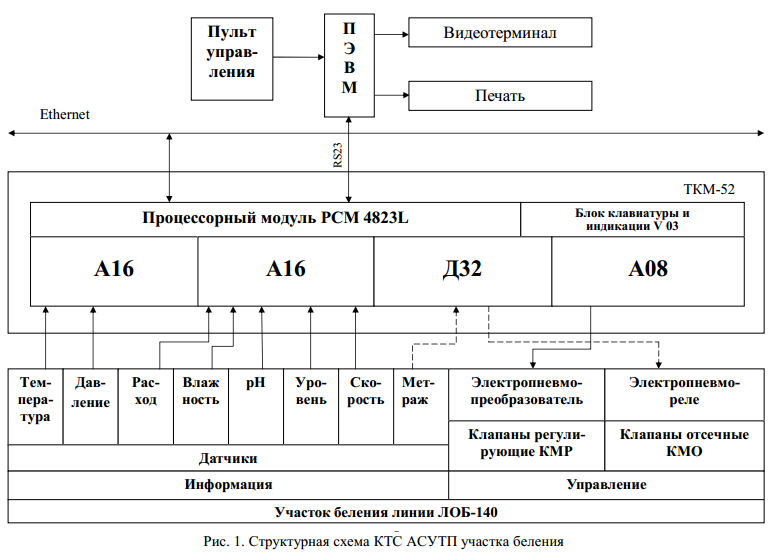 Пульт
управ-
ления
П
Э
В
М
Видеотерминал
Печать
Ethernet
RS23
ТКМ-52
Процессорный модуль РСМ 4823L
Блок клавиатуры и
индикации V 03
А16
А16
Д32
А08
Тем-
пера-
тура
Дав-
ление
Рас-
ход
Влаж-
ность
рН
Уро-
вень
Ско-
рость
Мет-
раж
Электропневмо-
преобразователь
Электропневмо-
реле
Клапаны регули-
рующие КМР
Клапаны отсечные
КМО
Датчики
Информация
Управление
Участок беления линии ЛОБ-140
Рис. 1. Структурная схема КТС АСУТП участка беления